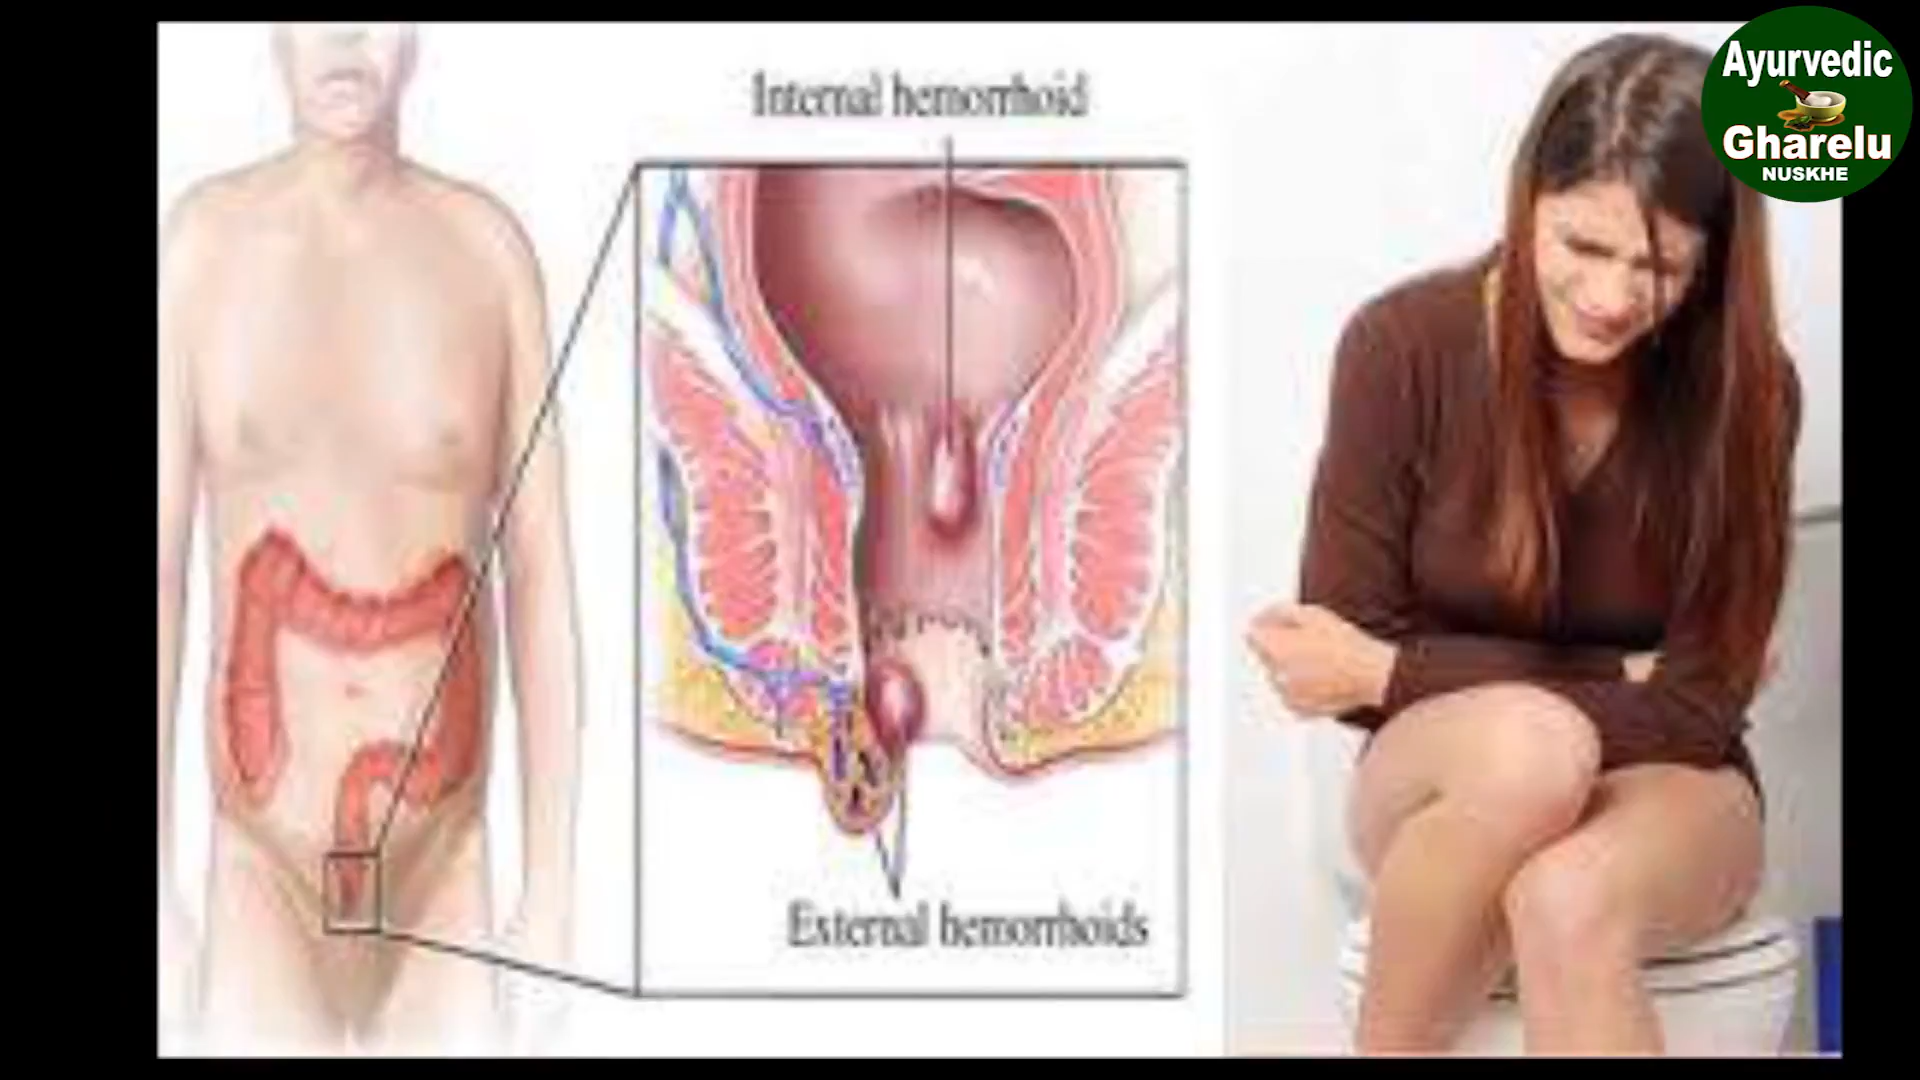 Internal hemorrhoid
External hemorrhoids
Ayurvedic
Gharelu
NUSKHE